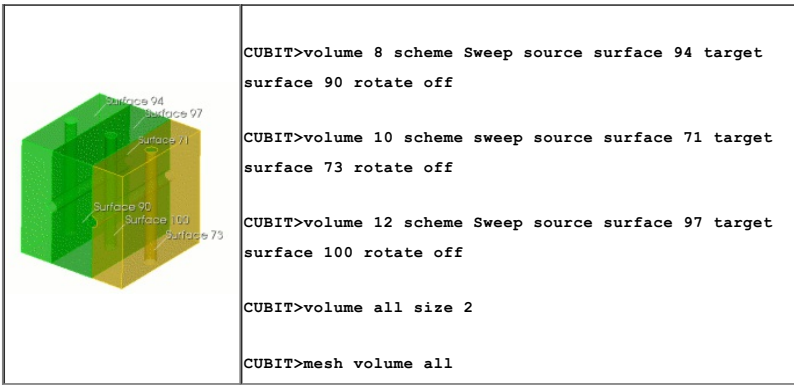 Surface 94
Surface 97
Surface 71
Surface 90
Surface 100
Surface 73
CUBIT>volume 8 scheme Sweep source surface 94 target
surface 90 rotate off
CUBIT>volume 10 scheme sweep source surface 71 target
surface 73 rotate off
CUBIT>volume 12 scheme Sweep source surface 97 target
surface 100 rotate off
CUBIT>volume all size 2
CUBIT>mesh volume all